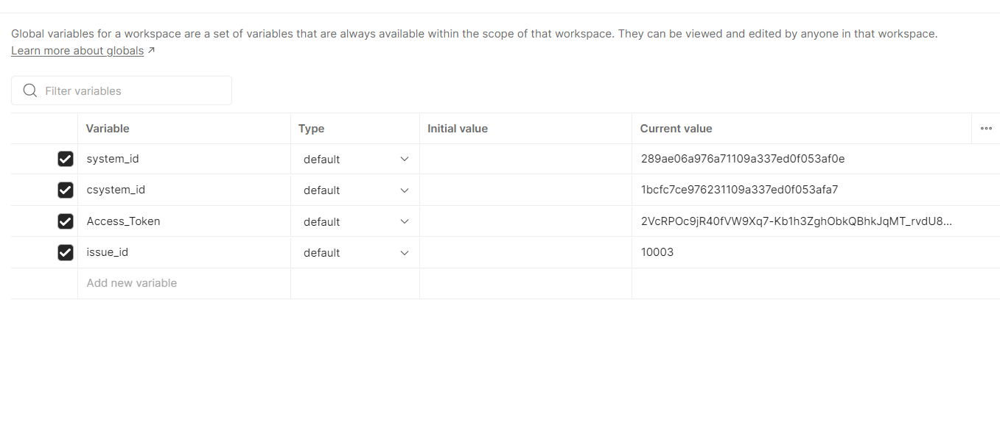 Global variables for a workspace are a set of variables that are always available within the scope of that workspace. They can be viewed and edited by anyone in that workspace.
Learn more about globals ↗
Filter variables
Variable Type Initial value Current value
system_id default 289ae06a976a71109a337ed0f053af0e
csystem_id default 1bcfc7ce976231109a337ed0f053afa7
Access_Token default 2VcRPOc9jR40fVW9Xq7-Kb1h3ZghObkQBhkJqMT_rvdU8...
issue_id default 10003
Add new variable